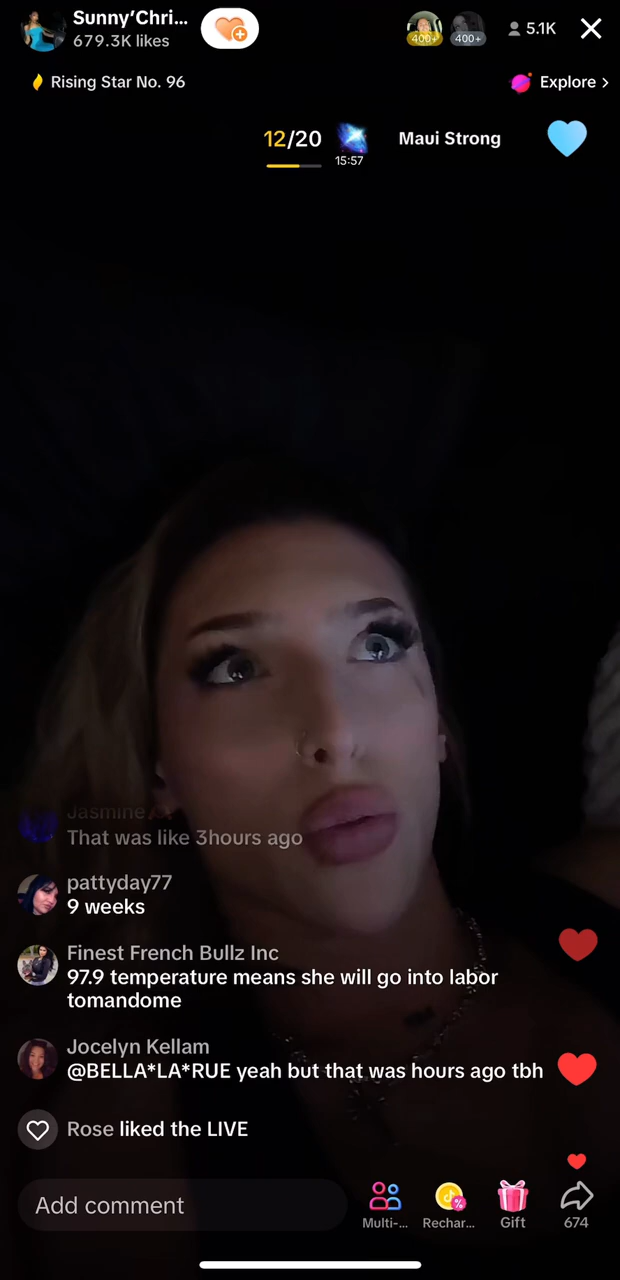 Sunny'Chri...
679.3K likes
400+
400+
5.1K
Rising Star No. 96
Explore >
12/20
15:57
Maui Strong
Jasmine
That was like 3hours ago
pattyday77
9 weeks
Finest French Bullz Inc
97.9 temperature means she will go into labor
tomandome
Jocelyn Kellam
@BELLA*LA*RUE yeah but that was hours ago tbh
Rose liked the LIVE
Add comment
Multi-...
Rechar...
Gift
674